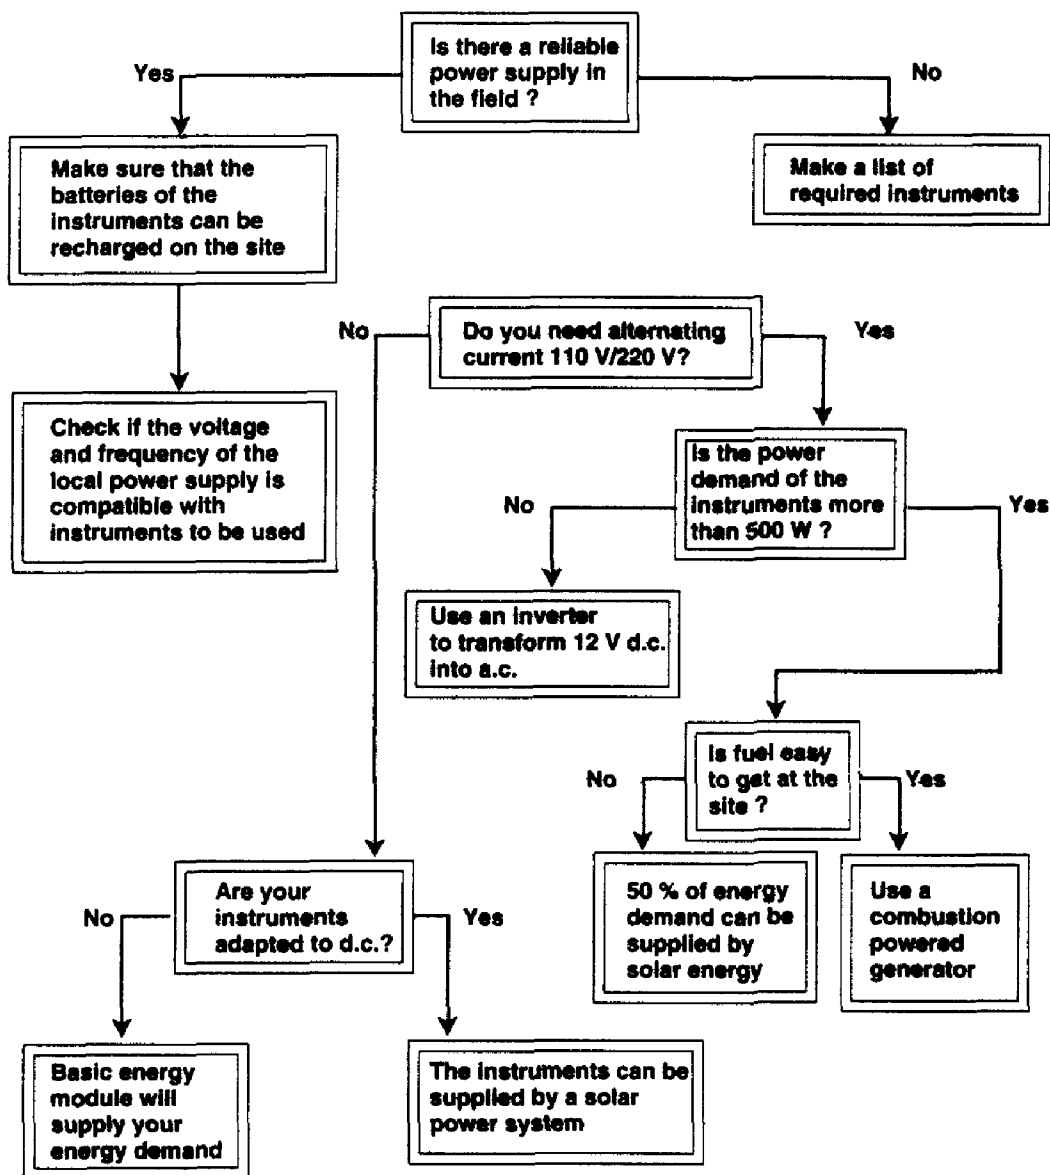 Is there a reliable
power supply in
the field ?
Yes
No
Make sure that the
batteries of the
instruments can be
recharged on the site
Make a list of
required instruments
No
Do you need alternating
current 110 V/220 V?
Yes
Check if the voltage
and frequency of the
local power supply is
compatible with
instruments to be used
Is the power
demand of the
instruments more
than 500 W ?
No
Yes
Use an inverter
to transform 12 V d.c.
into a.c.
Is fuel easy
to get at the
site ?
No
Yes
50 % of energy
demand can be
supplied by
solar energy
Use a
combustion
powered
generator
Are your
instruments
adapted to d.c.?
No
Yes
Basic energy
module will
supply your
energy demand
The instruments can be
supplied by a solar
power system